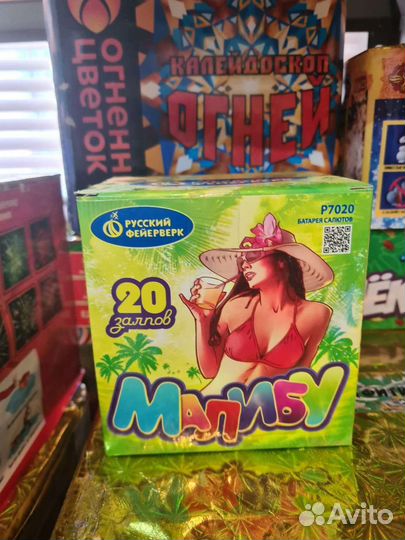 ОГНЕНН
ЦВЕТОК
КАЛЕЙДОСКОП
ОГНЕЙ
РУССКИЙ
ФЕЙЕРВЕРК
Р7020
БАТАРЕЯ САЛЮТОВ
20
залпов
МАЛИБУ
Avito